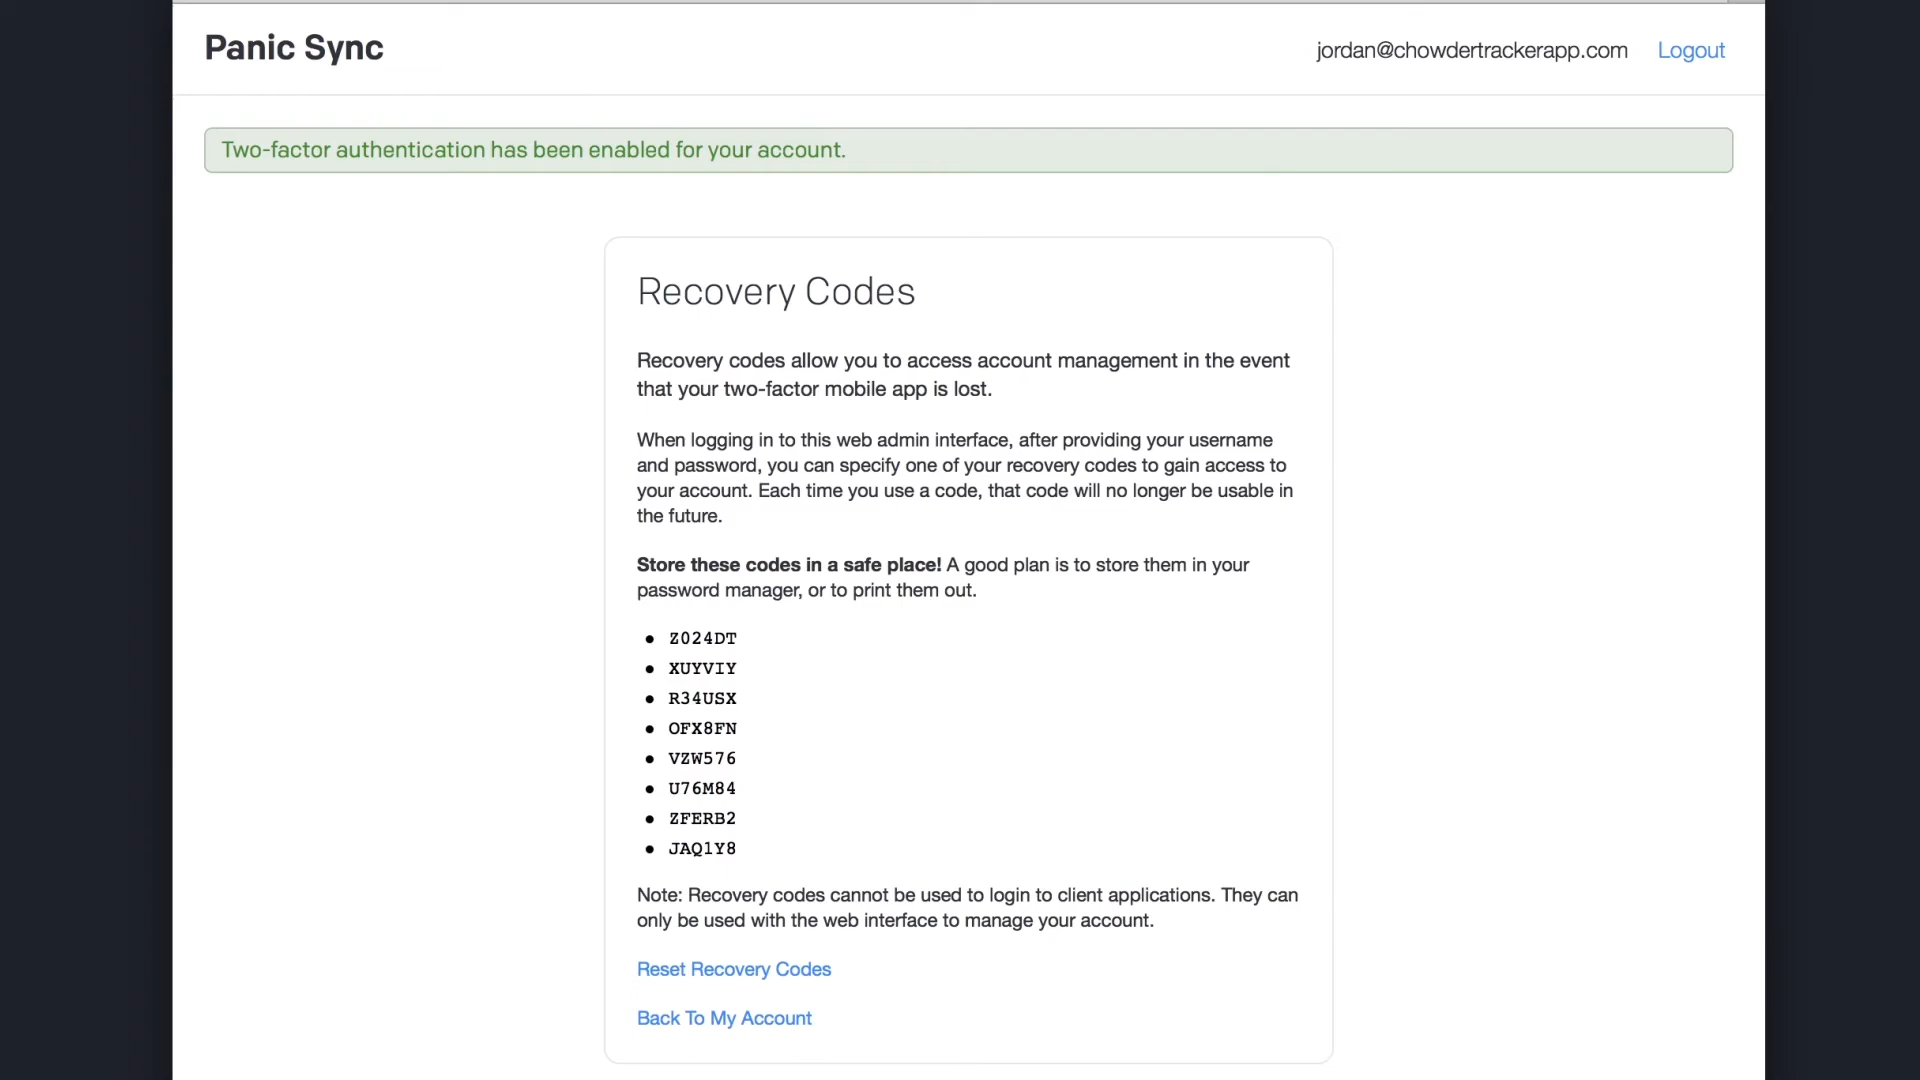 Panic Sync
jordan@chowdertrackerapp.com Logout
Two-factor authentication has been enabled for your account.
Recovery Codes
Recovery codes allow you to access account management in the event
that your two-factor mobile app is lost.
When logging in to this web admin interface, after providing your username
and password, you can specify one of your recovery codes to gain access to
your account. Each time you use a code, that code will no longer be usable in
the future.
Store these codes in a safe place! A good plan is to store them in your
password manager, or to print them out.
• Z024DT
• XUYVIY
• R34USX
• OFX8FN
• VZW576
• U76M84
• ZFERB2
• JAQ1Y8
Note: Recovery codes cannot be used to login to client applications. They can
only be used with the web interface to manage your account.
Reset Recovery Codes
Back To My Account